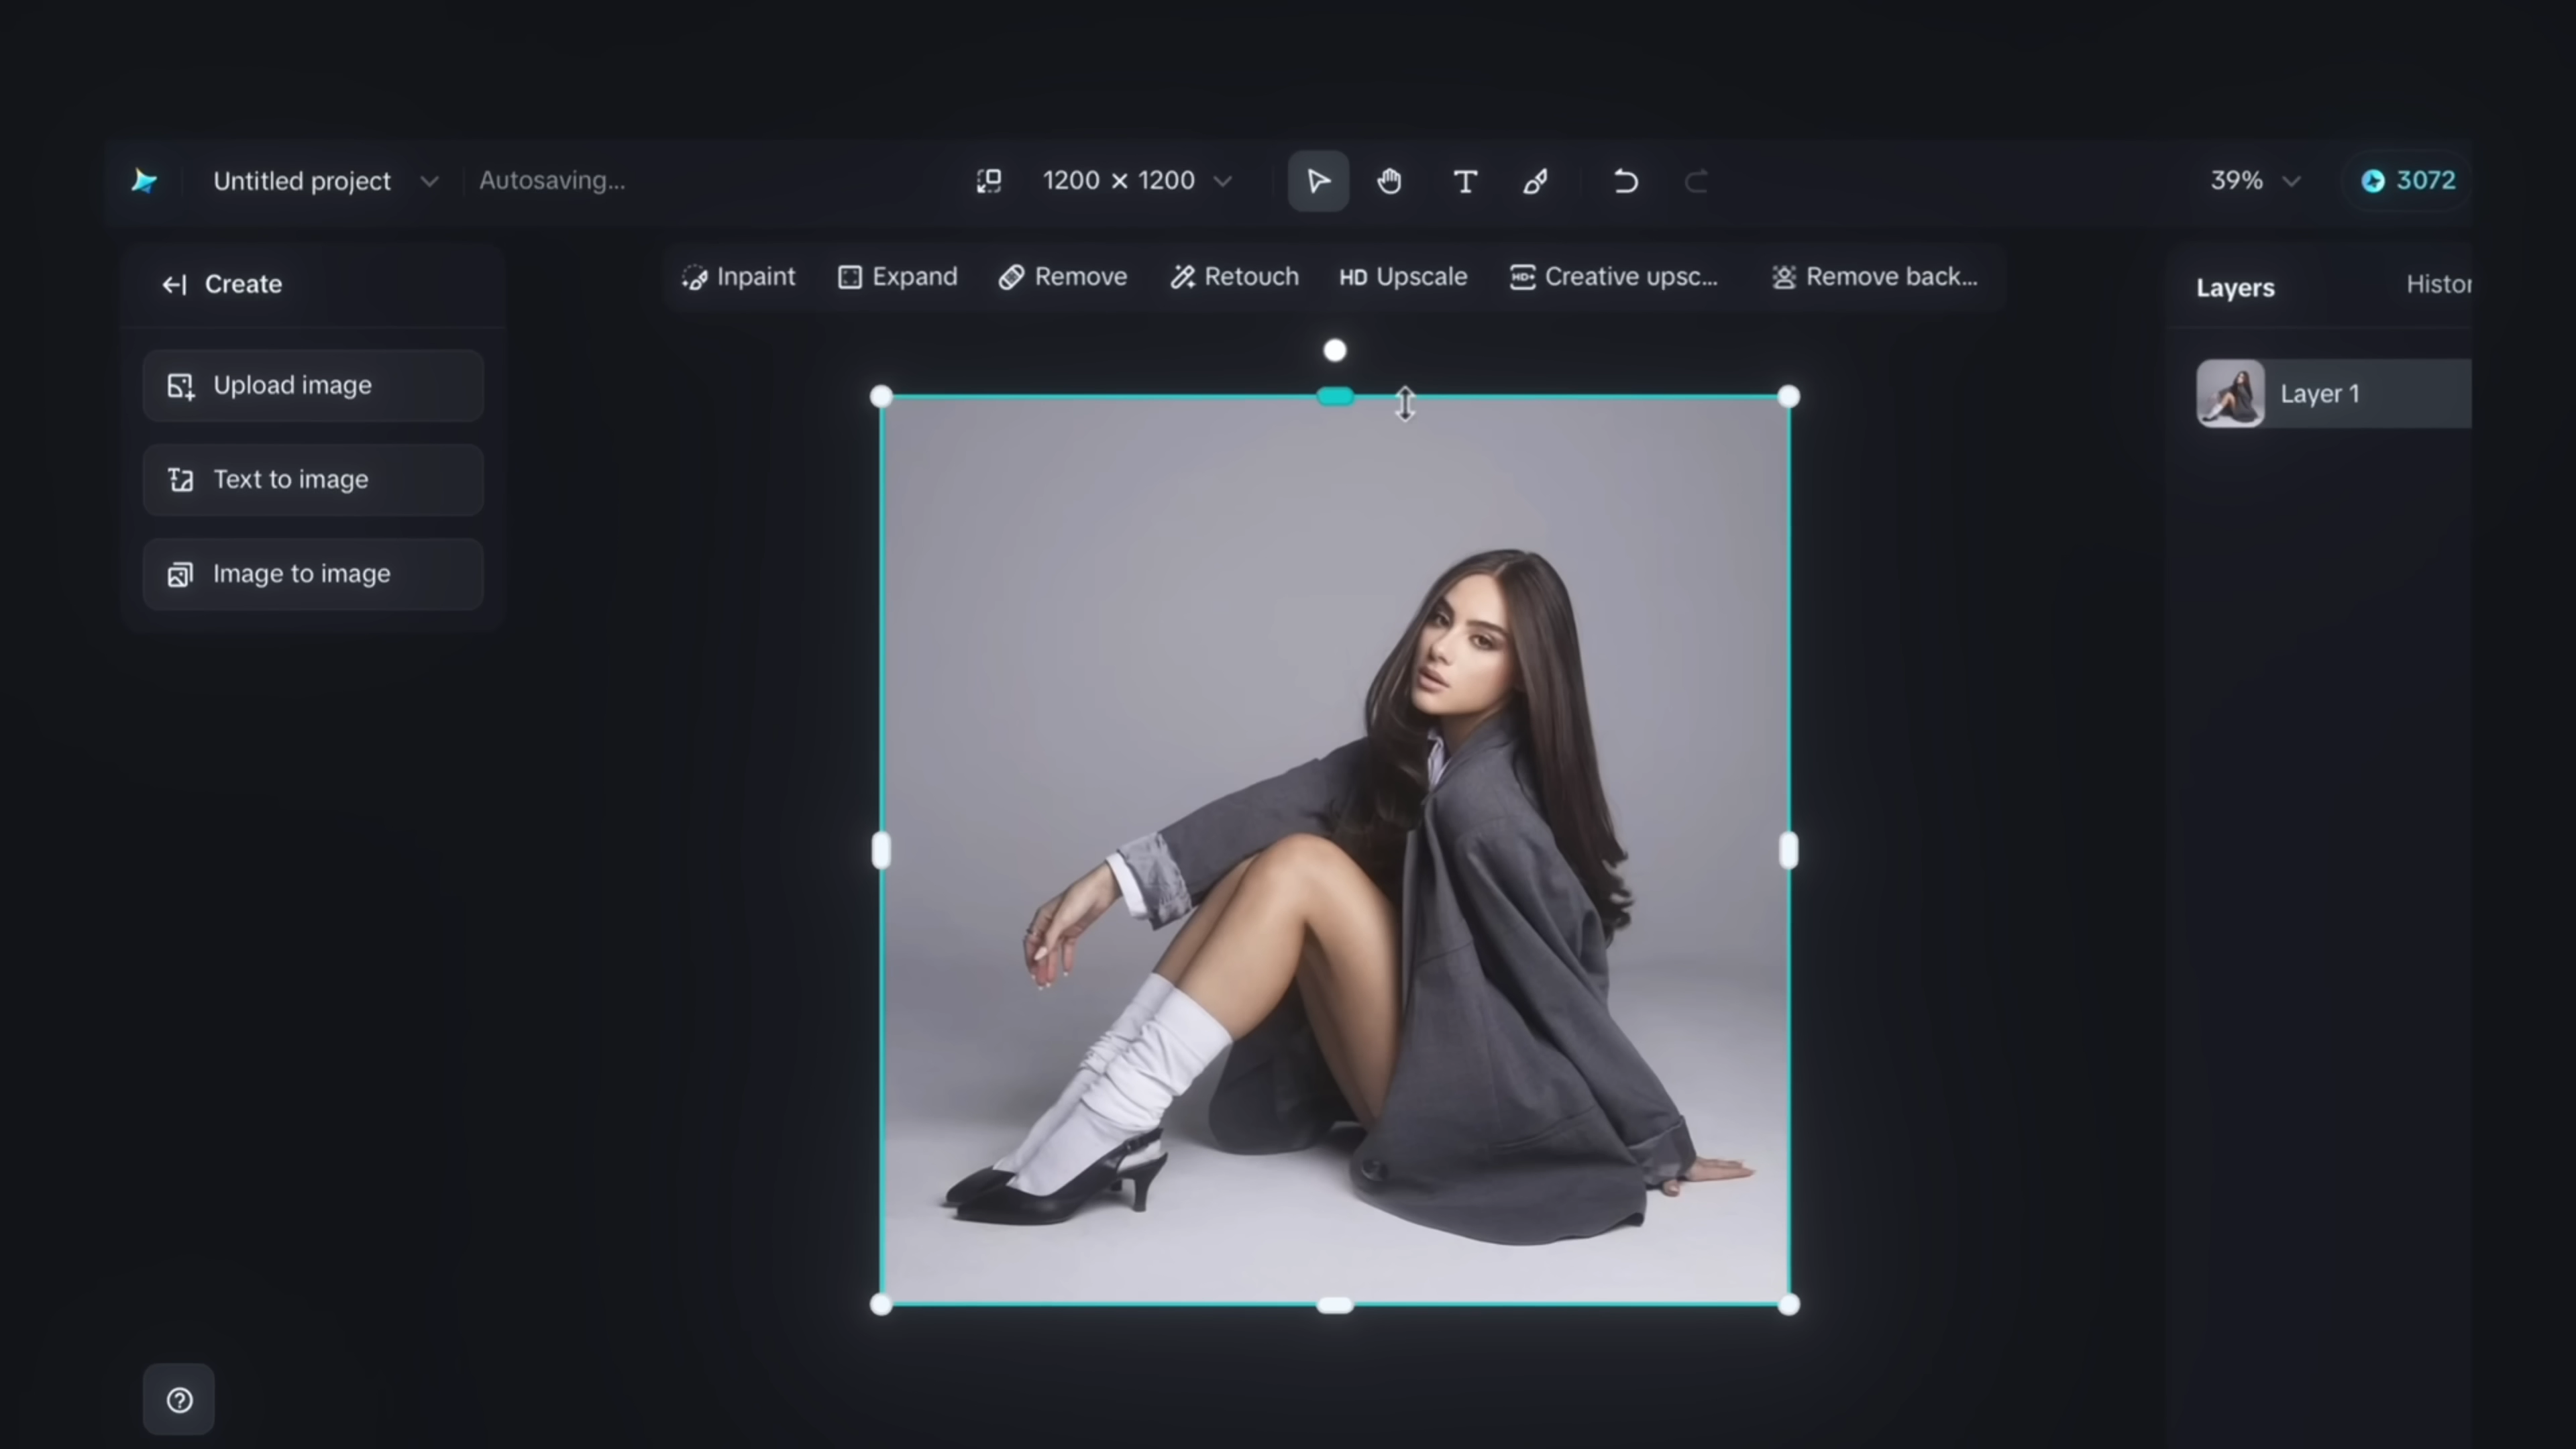 Untitled project
Autosaving...
1200 × 1200
39%
3072
Create
Upload image
Text to image
Image to image
Inpaint
Expand
Remove
Retouch
HD Upscale
Creative upsc...
Remove back...
Layers
Histor
Layer 1